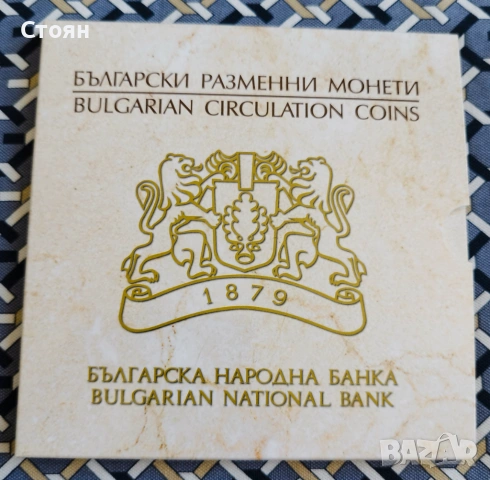 Стоян
БЪЛГАРСКИ РАЗМЕННИ МОНЕТИ
BULGARIAN CIRCULATION COINS
1879
БЪЛГАРСКА НАРОДНА БАНКА
BULGARIAN NATIONAL BANK
BAZAR